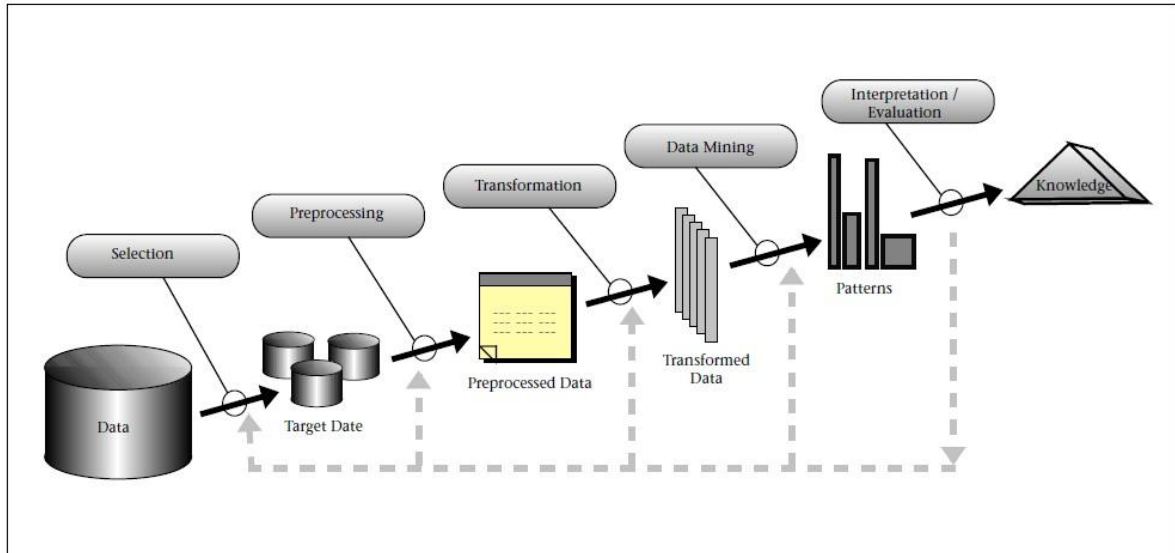 Interpretation /
Evaluation
Data Mining
Transformation
Preprocessing
Selection
Data
Target Date
Preprocessed Data
Transformed
Data
Patterns
Knowledge